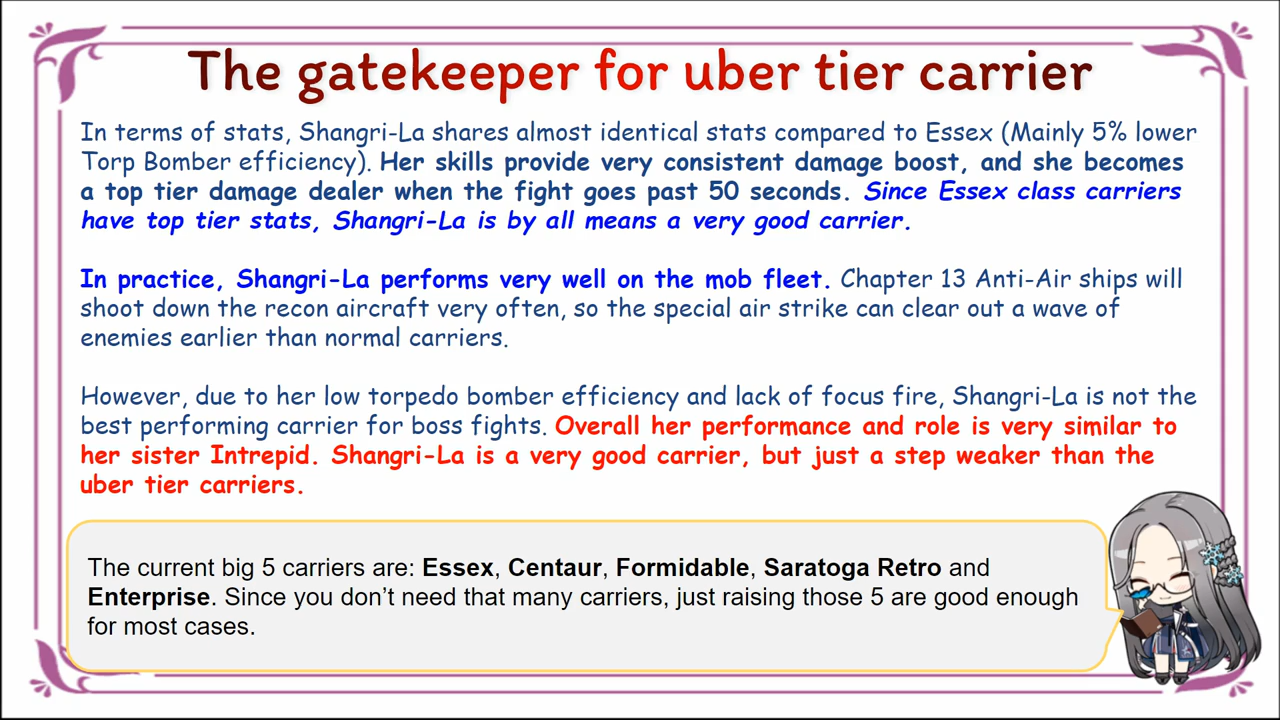 The gatekeeper for uber tier carrier
In terms of stats, Shangri-La shares almost identical stats compared to Essex (Mainly 5% lower
Torp Bomber efficiency). Her skills provide very consistent damage boost, and she becomes
a top tier damage dealer when the fight goes past 50 seconds. Since Essex class carriers
have top tier stats, Shangri-La is by all means a very good carrier.
In practice, Shangri-La performs very well on the mob fleet. Chapter 13 Anti-Air ships will
shoot down the recon aircraft very often, so the special air strike can clear out a wave of
enemies earlier than normal carriers.
However, due to her low torpedo bomber efficiency and lack of focus fire, Shangri-La is not the
best performing carrier for boss fights. Overall her performance and role is very similar to
her sister Intrepid. Shangri-La is a very good carrier, but just a step weaker than the
uber tier carriers.
The current big 5 carriers are: Essex, Centaur, Formidable, Saratoga Retro and
Enterprise. Since you don’t need that many carriers, just raising those 5 are good enough
for most cases.